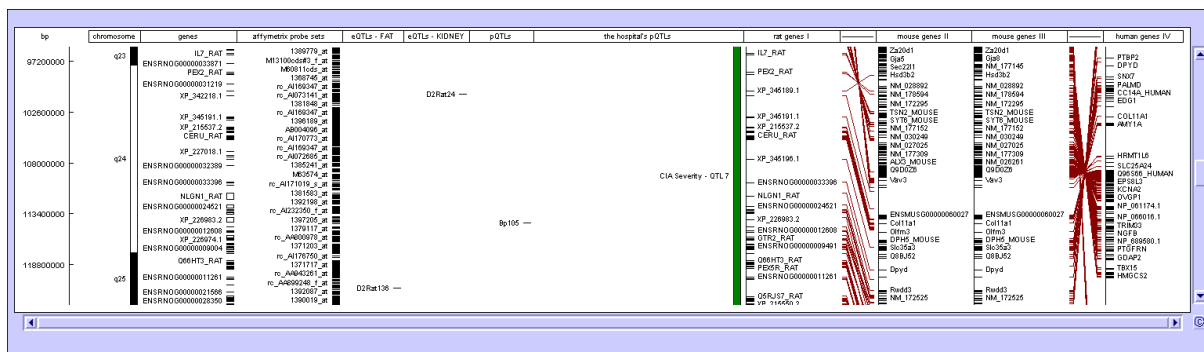 bp
chromosome
genes
affymetrix probe sets
eQTLs - FAT
eQTLs - KIDNEY
pQTLs
the hospital's pQTLs
rat genes I
mouse genes II
mouse genes III
human genes IV
97200000
102600000
108000000
113400000
118800000
q23
q24
q25
IL7_RAT
ENSRNOG00000033871
PEX2_RAT
ENSRNOG00000031219
XP_342218.1
XP_345191.1
XP_215537.2
CERU_RAT
XP_227018.1
ENSRNOG00000032389
ENSRNOG00000033396
NLGN1_RAT
ENSRNOG00000024521
XP_226983.2
ENSRNOG00000012608
XP_226974.1
ENSRNOG00000009004
Q66HT3_RAT
ENSRNOG00000011261
ENSRNOG00000021566
ENSRNOG00000028350
1389779_at
M13100cds#3_f_at
M60811cds_at
1368745_at
rc_AI169347_at
rc_AI073141_at
1381848_at
rc_AI169347_at
1396189_at
AB004096_at
rc_AI170773_at
rc_AI169347_at
rc_AI072685_at
1385241_at
M63574_at
rc_AI171019_s_at
1381583_at
1392198_at
rc_AI232350_f_at
1397205_at
1379117_at
rc_AA800978_at
1371203_at
rc_AI176750_at
1371717_at
rc_AA943261_at
rc_AA899248_f_at
1392087_at
1390019_at
D2Rat136
D2Rat24
Bp105
CIA Severity - QTL 7
IL7_RAT
PEX2_RAT
XP_345189.1
XP_345191.1
XP_215537.2
CERU_RAT
XP_345196.1
ENSRNOG00000033396
NLGN1_RAT
ENSRNOG00000024521
XP_226983.2
ENSRNOG00000012608
GTR2_RAT
ENSRNOG00000009491
Q66HT3_RAT
PEX5R_RAT
ENSRNOG00000011261
Q5RJS7_RAT
XP_215550.2
Za20d1
Gja5
Sec22l1
Hsd3b2
NM_028892
NM_178594
NM_172295
TSN2_MOUSE
SYT6_MOUSE
NM_177152
NM_030249
NM_027025
NM_177309
ALX3_MOUSE
Q9D0Z6
Vav3
ENSMUSG00000060027
Col11a1
Olfm3
DPH5_MOUSE
Slc35a3
Q8BJ52
Dpyd
Rwdd3
NM_172525
Za20d1
Gja8
NM_177145
Hsd3b2
NM_028892
NM_178594
NM_172295
TSN2_MOUSE
SYT6_MOUSE
NM_177152
NM_030249
NM_027025
NM_177309
NM_026261
Q9D0Z6
Vav3
ENSMUSG00000060027
Col11a1
Olfm3
DPH5_MOUSE
Slc35a3
Q8BJ52
Dpyd
Rwdd3
NM_172525
PTBP2
DPYD
SNX7
PALMD
CC14A_HUMAN
EDG1
COL11A1
AMY1A
HRMT1L6
SLC25A24
Q96S66_HUMAN
EPS8L3
KCNA2
OVGP1
NP_061174.1
NP_066016.1
TRIM33
NGFB
NP_689580.1
PTGFRN
GDAP2
TBX15
HMGCS2
©